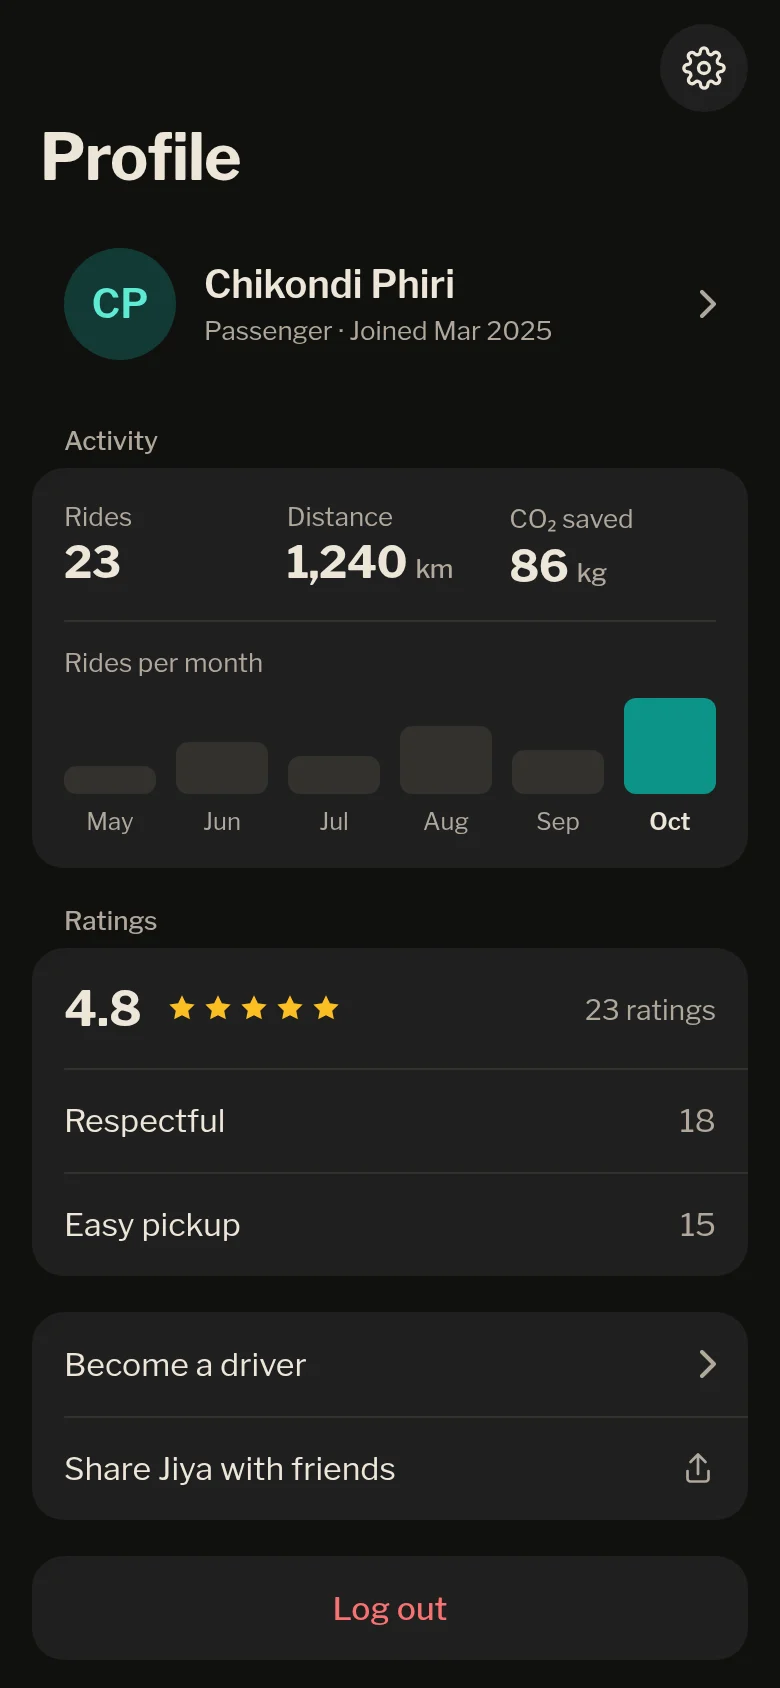 Profile
CP
Chikondi Phiri
Passenger · Joined Mar 2025
Activity
Rides
23
Distance
1,240 km
CO₂ saved
86 kg
Rides per month
May Jun Jul Aug Sep Oct
Ratings
4.8 23 ratings
Respectful 18
Easy pickup 15
Become a driver
Share Jiya with friends
Log out